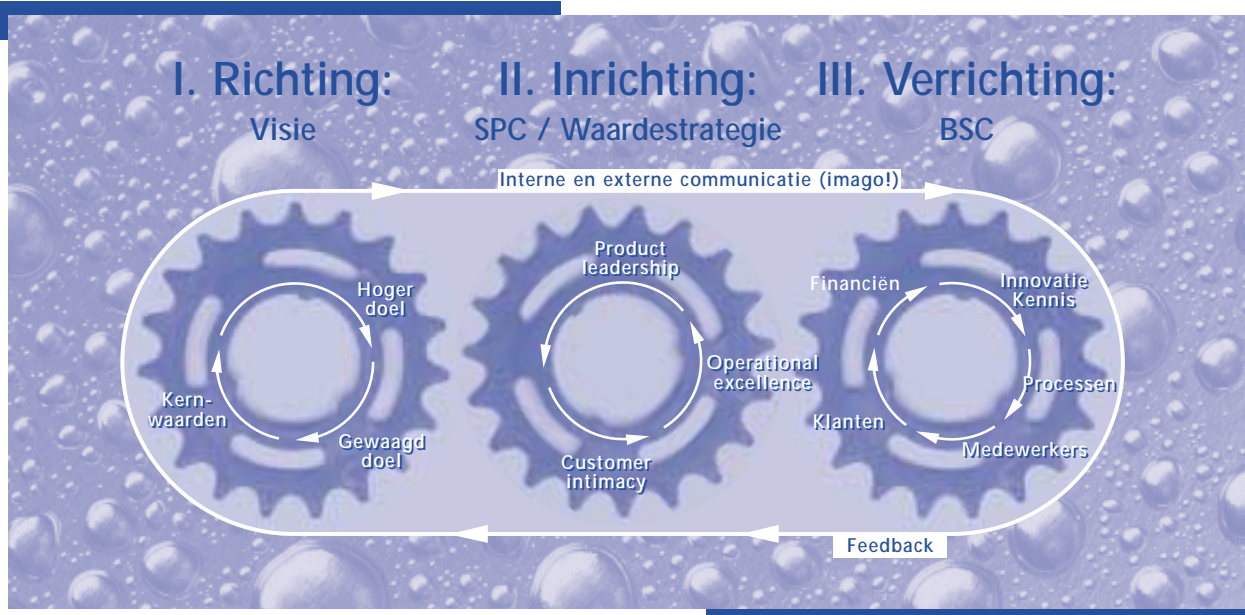 I. Richting:
Visie
II. Inrichting:
SPC / Waardestrategie
III. Verrichting:
BSC
Interne en externe communicatie (imago!)
Hoger
doel
Gewaagd
doel
Kern-
waarden
Product
leadership
Operational
excellence
Customer
intimacy
Financiën
Innovatie
Kennis
Processen
Medewerkers
Klanten
Feedback